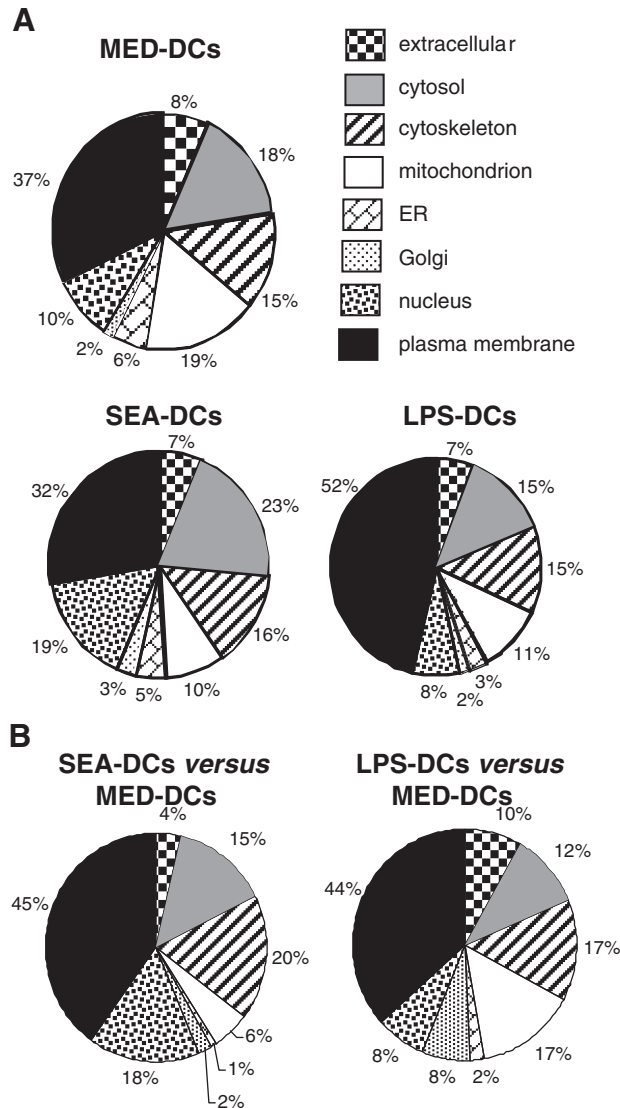 A
MED-DCs
8%
18%
15%
19%
6%
2%
10%
37%
extracellular
cytosol
cytoskeleton
mitochondrion
ER
Golgi
nucleus
plasma membrane
SEA-DCs
7%
23%
16%
10%
5%
3%
19%
32%
LPS-DCs
7%
15%
15%
11%
3%
2%
8%
52%
B
SEA-DCs versus
MED-DCs
4%
15%
20%
6%
1%
2%
18%
45%
LPS-DCs versus
MED-DCs
10%
12%
17%
17%
2%
8%
8%
44%